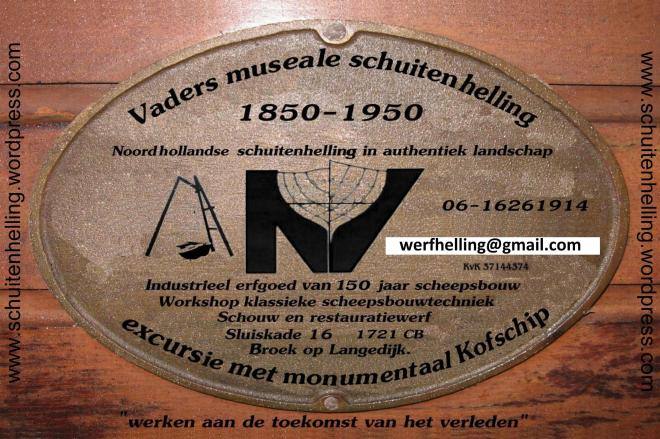 Vaders museale schuitenhelling
1850-1950
Noordhollandse schuitenhelling in authentiek landschap
NV
06-16261914
werfhelling@gmail.com
KvK 37144374
Industrieel erfgoed van 150 jaar scheepsbouw
Workshop klassieke scheepsbouwtechniek
Schouw en restauratiewerf
Sluiskade 16 1721 CB
Broek op Langedijk.
excursie met monumentaal Kofschip
"werken aan de toekomst van het verleden"
www.schuitenhelling.wordpress.com
www.schuitenhelling.wordpress.com